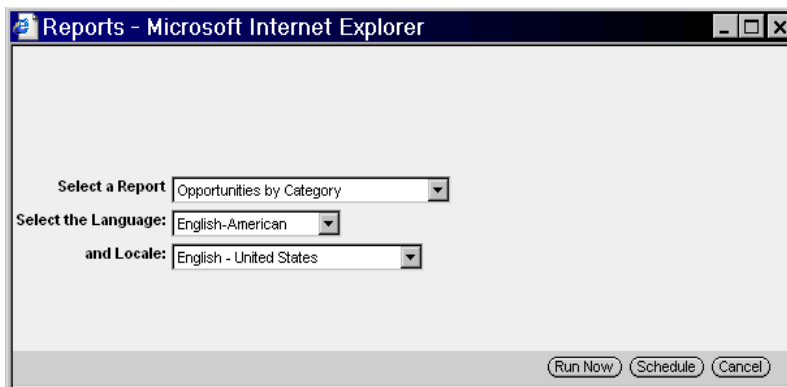 Reports - Microsoft Internet Explorer
Select a Report Opportunities by Category
Select the Language: English-American
and Locale: English - United States
Run Now Schedule Cancel